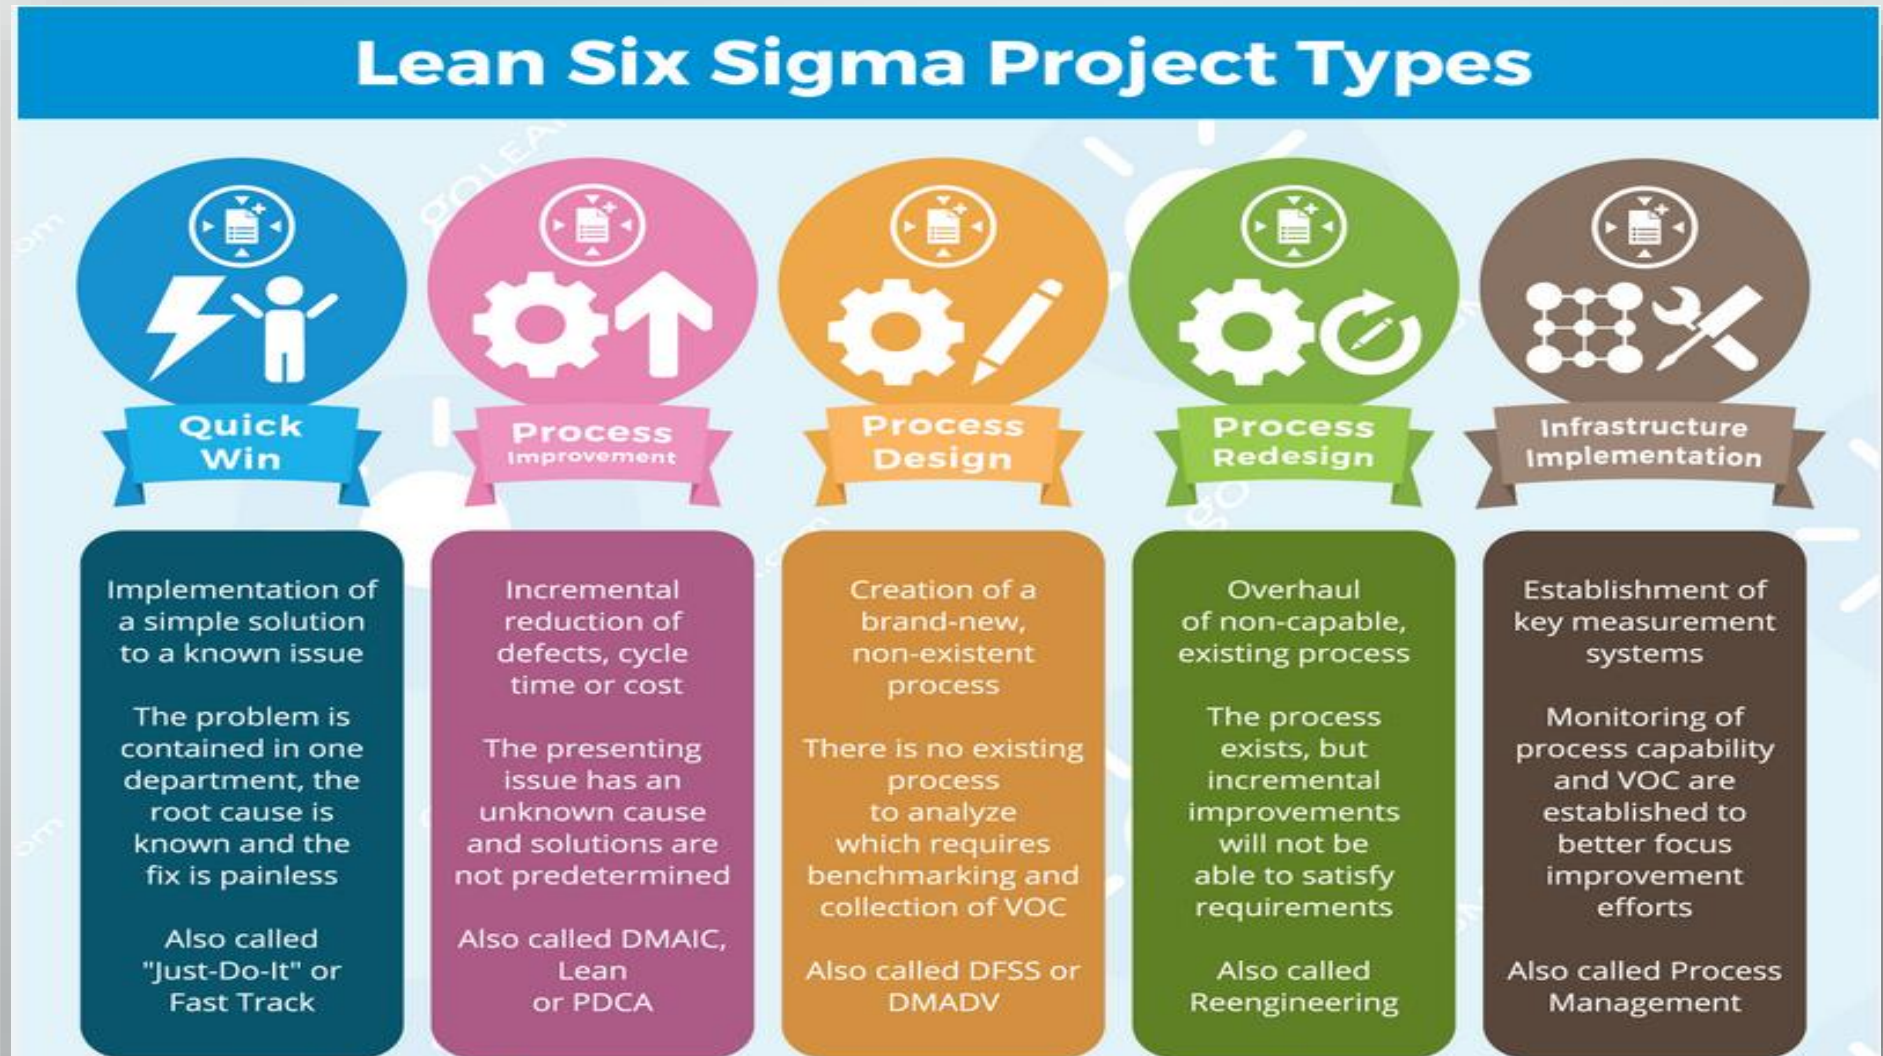 Lean Six Sigma Project Types
Quick
Win
Implementation of
a simple solution
to a known issue
The problem is
contained in one
department, the
root cause is
known and the
fix is painless
Also called
"Just-Do-It" or
Fast Track
Process
Improvement
Incremental
reduction of
defects, cycle
time or cost
The presenting
issue has an
unknown cause
and solutions are
not predetermined
Also called DMAIC,
Lean
or PDCA
Process
Design
Creation of a
brand-new,
non-existent
process
There is no existing
process
to analyze
which requires
benchmarking and
collection of VOC
Also called DFSS or
DMADV
Process
Redesign
Overhaul
of non-capable,
existing process
The process
exists, but
incremental
improvements
will not be
able to satisfy
requirements
Also called
Reengineering
Infrastructure
Implementation
Establishment of
key measurement
systems
Monitoring of
process capability
and VOC are
established to
better focus
improvement
efforts
Also called Process
Management